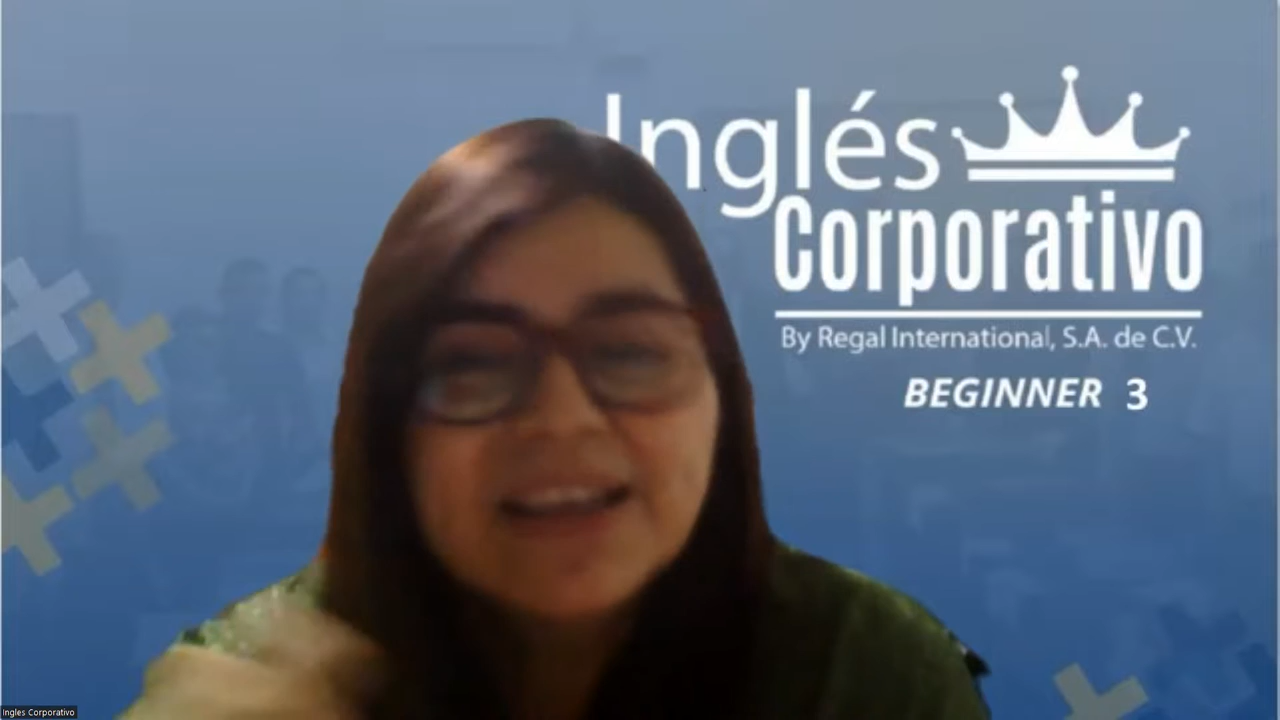 Inglés
Corporativo
By Regal International, S.A. de C.V.
BEGINNER 3
Ingles Corporativo